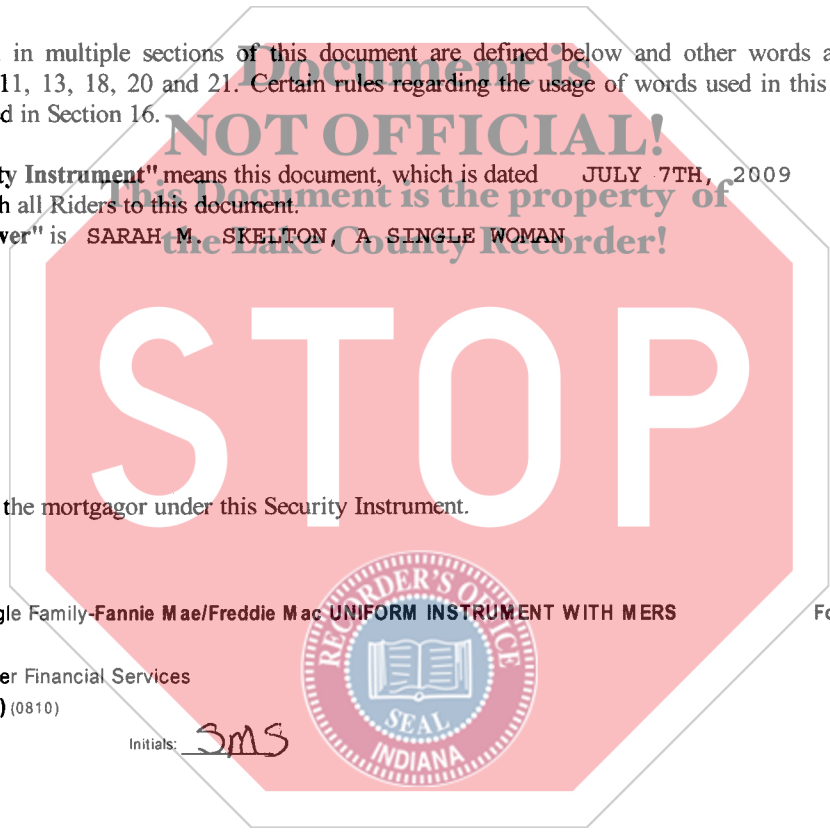 in multiple sections of this document are defined below and other words a
11, 13, 18, 20 and 21. Certain rules regarding the usage of words used in this
d in Section 16.
ty Instrument" means this document, which is dated JULY 7TH, 2009
h all Riders to this document.
ver" is SARAH M. SKELTON, A SINGLE WOMAN
Document is
NOT OFFICIAL!
This Document is the property of
the Lake County Recorder!
STOP
the mortgagor under this Security Instrument.
gle Family-Fannie Mae/Freddie Mac UNIFORM INSTRUMENT WITH MERS Fo
er Financial Services
) (0810)
Initials: SMS
RECORDER'S OFFICE
SEAL
INDIANA